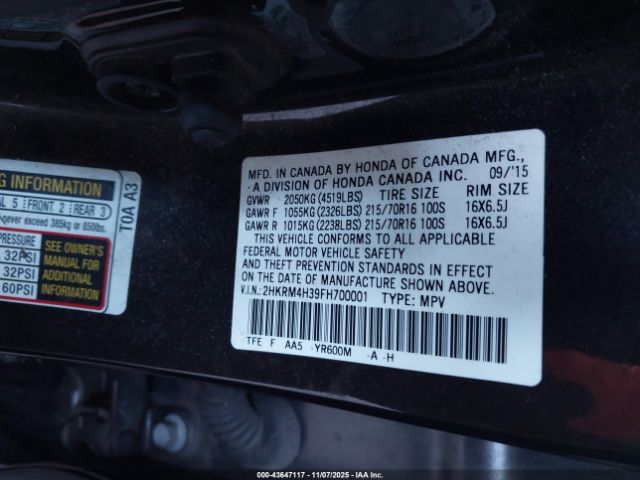 G INFORMATION
AL 5 FRONT 2 REAR 3
never exceed 385kg or 850lbs.
PRESSURE
32PSI
32PSI
60PSI
SEE OWNER'S
MANUAL FOR
ADDITIONAL
INFORMATION
T0A A3
MFD. IN CANADA BY HONDA OF CANADA MFG.,
A DIVISION OF HONDA CANADA INC. 09/'15
GVWR 2050KG (4519LBS) TIRE SIZE RIM SIZE
GAWR F 1055KG (2326LBS) 215/70R16 100S 16X6.5J
GAWR R 1015KG (2238LBS) 215/70R16 100S 16X6.5J
THIS VEHICLE CONFORMS TO ALL APPLICABLE
FEDERAL MOTOR VEHICLE SAFETY
AND THEFT PREVENTION STANDARDS IN EFFECT
ON THE DATE OF MANUFACTURE SHOWN ABOVE.
V.I.N.: 2HKRM4H39FH700001 TYPE: MPV
TFE F AA5 -YR600M -A -H
© 43647117 - 11/07/2025 - IAA Inc.